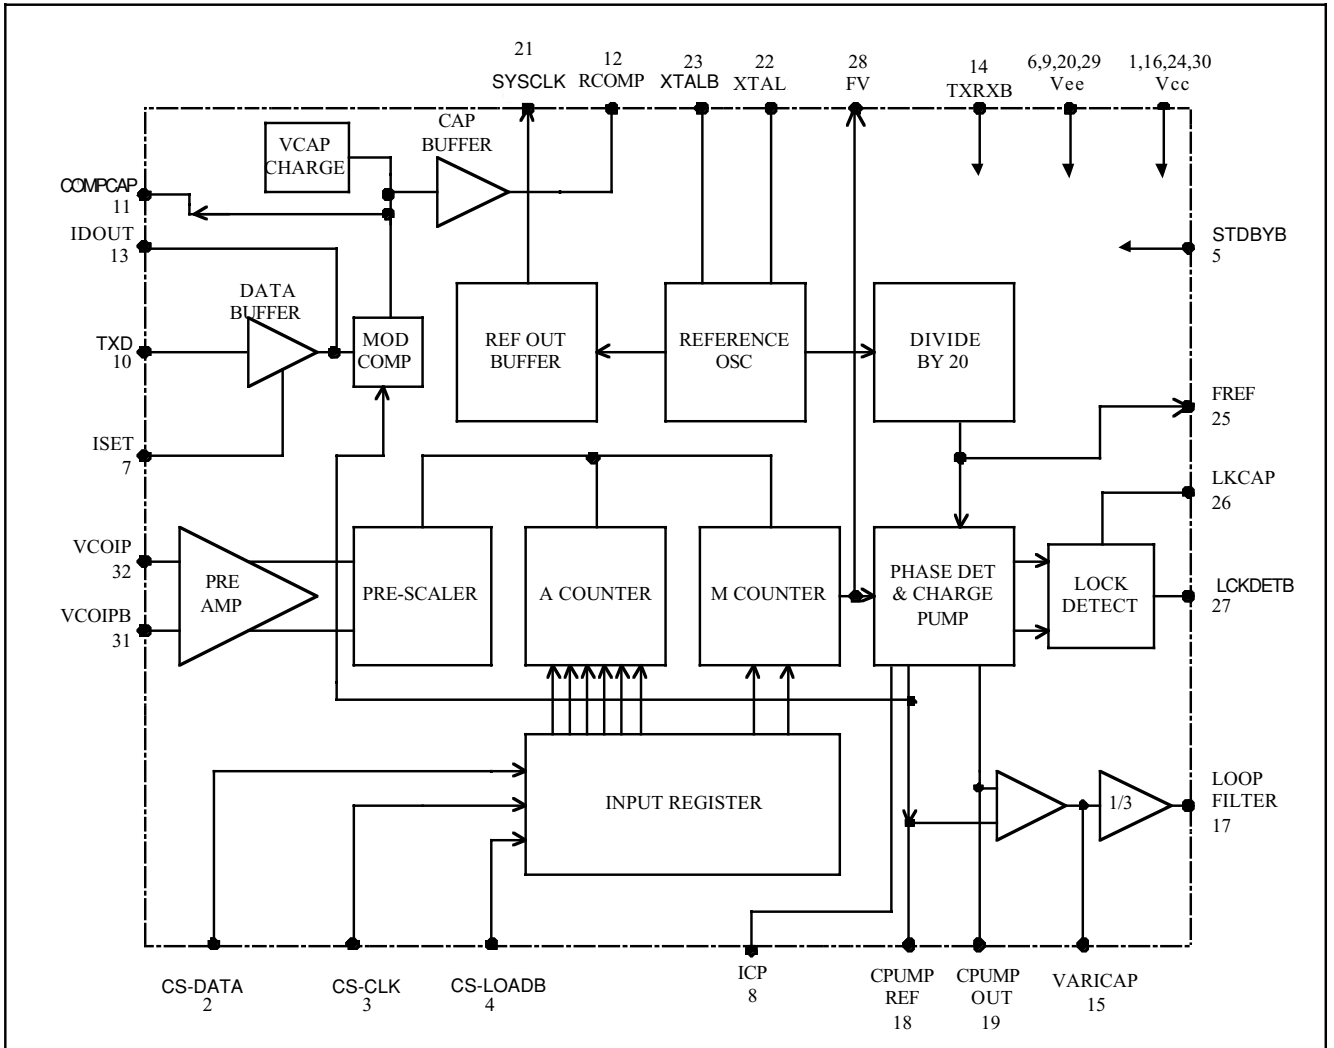 21
SYSCLK
12
RCOMP
23
XTALB
22
XTAL
28
FV
14
TXRXB
6,9,20,29
Vee
1,16,24,30
Vcc
VCAP
CHARGE
CAP
BUFFER
COMPCAP
11
IDOUT
13
STDBYB
5
DATA
BUFFER
TXD
10
MOD
COMP
REF OUT
BUFFER
REFERENCE
OSC
DIVIDE
BY 20
FREF
25
ISET
7
LKCAP
26
VCOIP
32
PRE
AMP
VCOIPB
31
PRE-SCALER
A COUNTER
M COUNTER
PHASE DET
& CHARGE
PUMP
LOCK
DETECT
LCKDETB
27
INPUT REGISTER
1/3
LOOP
FILTER
17
CS-DATA
2
CS-CLK
3
CS-LOADB
4
ICP
8
CPUMP
REF
18
CPUMP
OUT
19
VARICAP
15